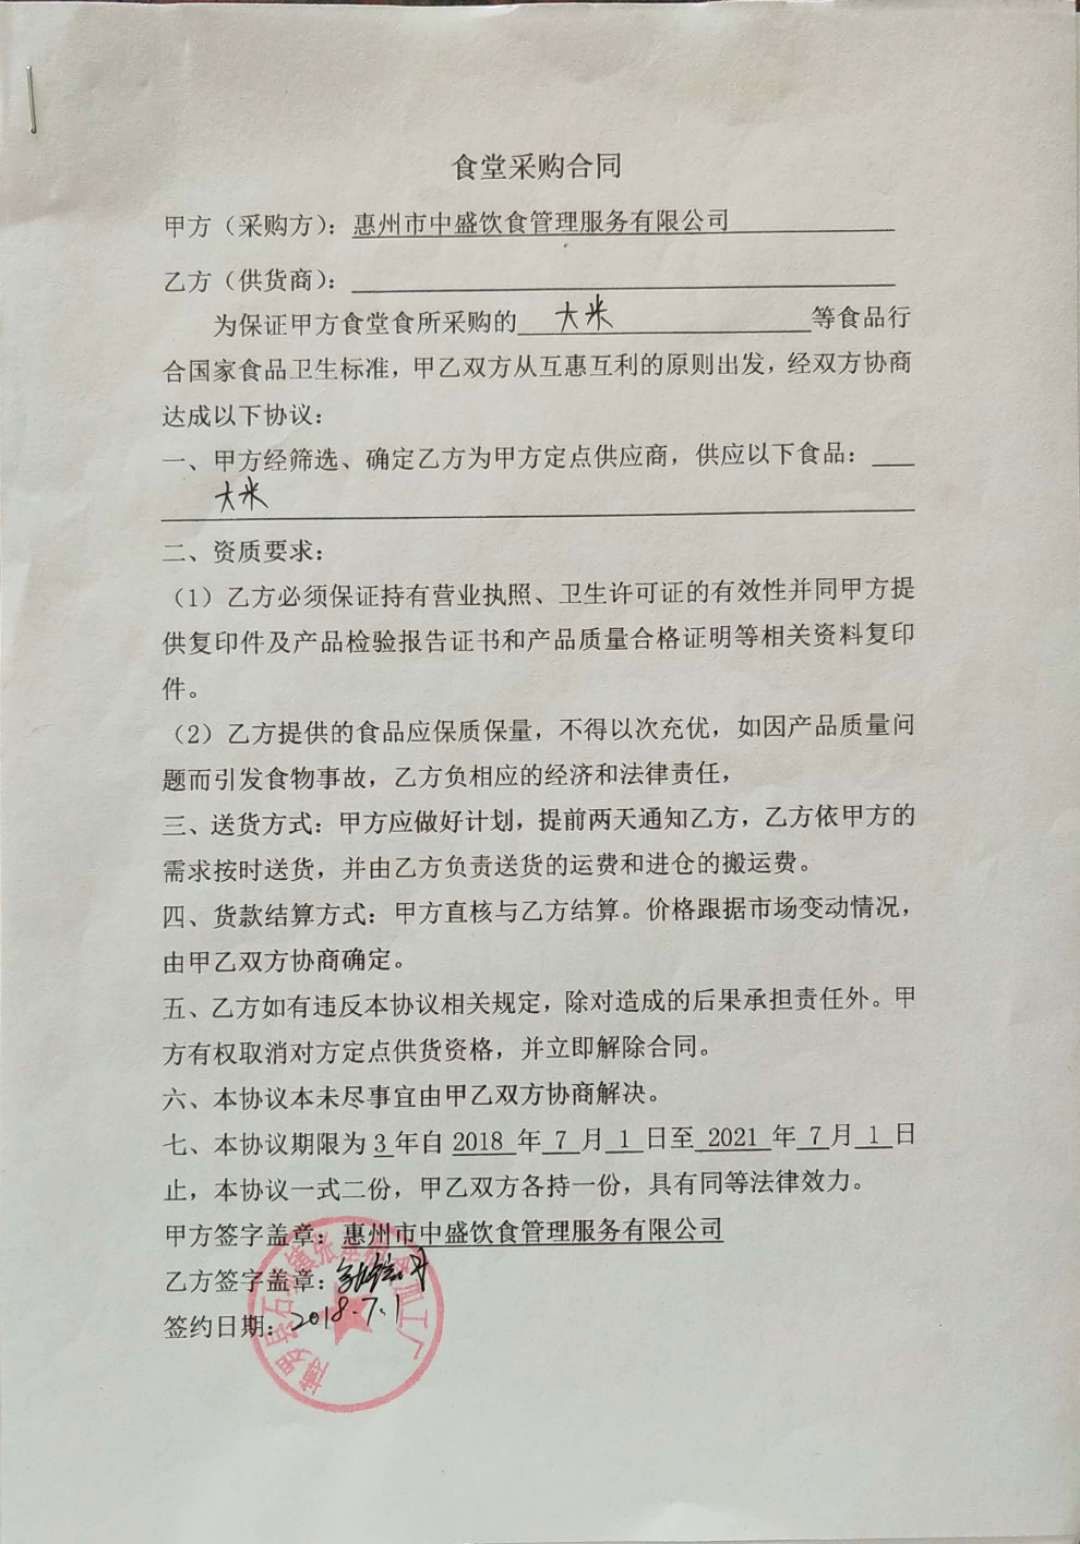 食堂采购合同
甲方（采购方）：惠州市中盛饮食管理服务有限公司
乙方（供货商）：
为保证甲方食堂食所采购的 大米 等食品行
合国家食品卫生标准，甲乙双方从互惠互利的原则出发，经双方协商
达成以下协议：
一、甲方经筛选、确定乙方为甲方定点供应商，供应以下食品：
大米
二、资质要求：
（1）乙方必须保证持有营业执照、卫生许可证的有效性并同甲方提
供复印件及产品检验报告证书和产品质量合格证明等相关资料复印
件。
（2）乙方提供的食品应保质保量，不得以次充优，如因产品质量问
题而引发食物事故，乙方负相应的经济和法律责任，
三、送货方式：甲方应做好计划，提前两天通知乙方，乙方依甲方的
需求按时送货，并由乙方负责送货的运费和进仓的搬运费。
四、货款结算方式：甲方直核与乙方结算。价格跟据市场变动情况，
由甲乙双方协商确定。
五、乙方如有违反本协议相关规定，除对造成的后果承担责任外。甲
方有权取消对方定点供货资格，并立即解除合同。
六、本协议本未尽事宜由甲乙双方协商解决。
七、本协议期限为 3 年自 2018 年 7 月 1 日至 2021 年 7 月 1 日
止，本协议一式二份，甲乙双方各持一份，具有同等法律效力。
甲方签字盖章：惠州市中盛饮食管理服务有限公司
乙方签字盖章：
签约日期：2018.7.1
博罗县石
镇张
工厂